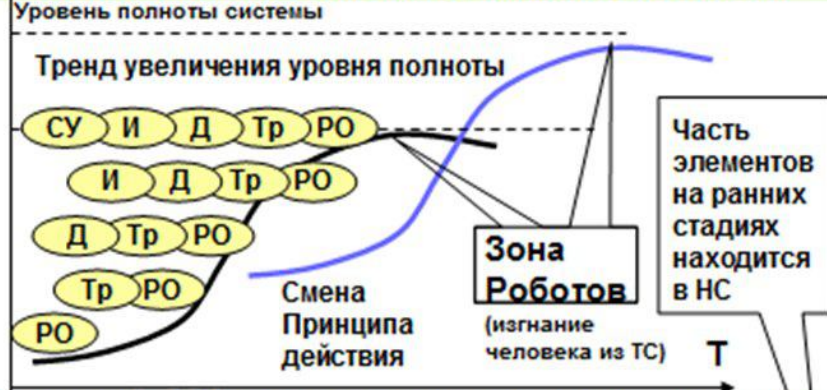 Уровень полноты системы
Тренд увеличения уровня полноты
СУ И Д Тр РО
И Д Тр РО
Д Тр РО
Тр РО
РО
Смена
Принципа
действия
Зона
Роботов
(изгнание
человека из ТС)
Т
Часть
элементов
на ранних
стадиях
находится
в НС